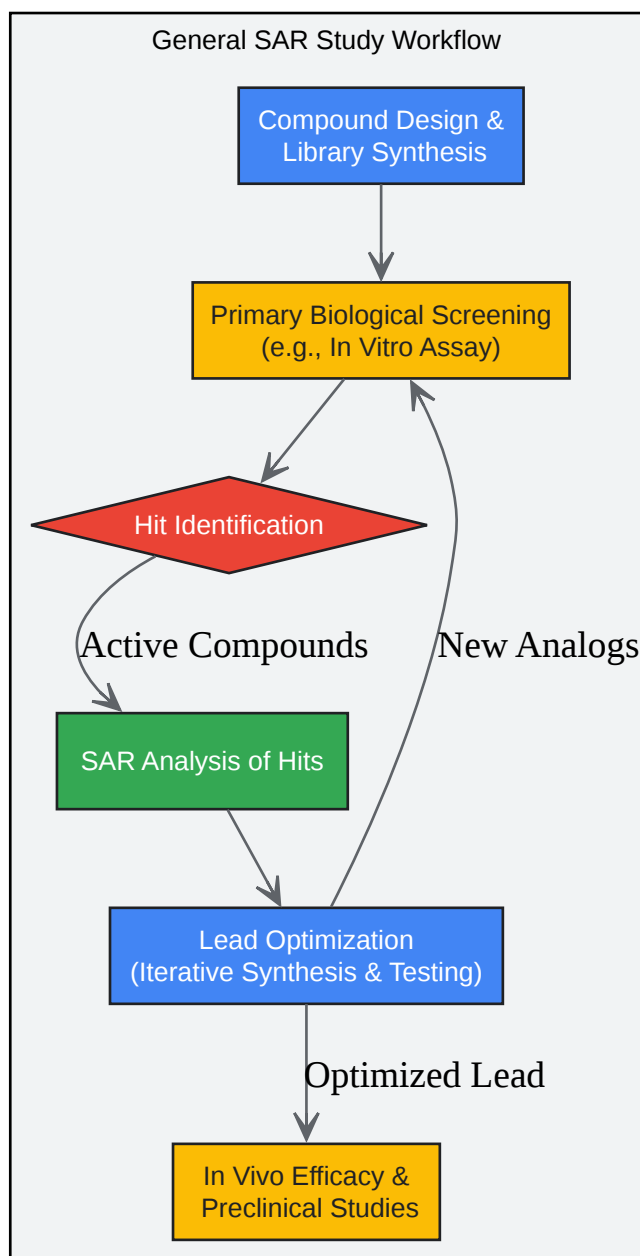 General SAR Study Workflow
Compound Design &
Library Synthesis
Primary Biological Screening
(e.g., In Vitro Assay)
Hit Identification
Active Compounds
New Analogs
SAR Analysis of Hits
Lead Optimization
(Iterative Synthesis & Testing)
Optimized Lead
In Vivo Efficacy &
Preclinical Studies